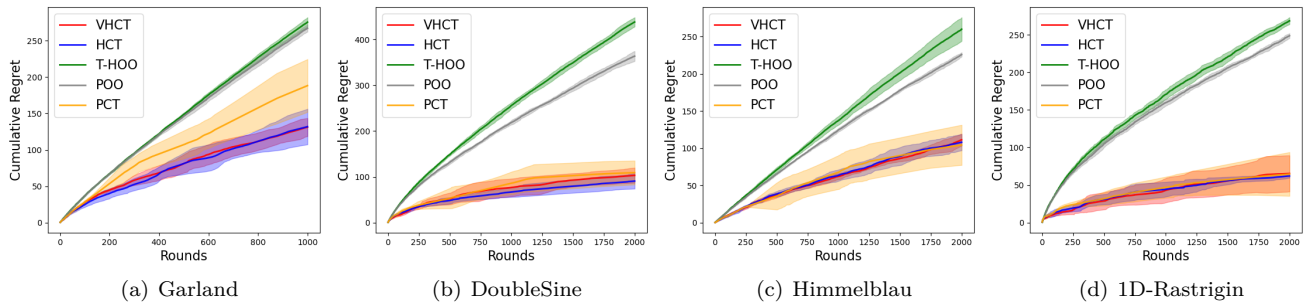 VHCT
HCT
T-HOO
POO
PCT
Cumulative Regret
250
200
150
100
50
0
0 200 400 600 800 1000
Rounds
(a) Garland
VHCT
HCT
T-HOO
POO
PCT
Cumulative Regret
400
300
200
100
0
0 250 500 750 1000 1250 1500 1750 2000
Rounds
(b) DoubleSine
VHCT
HCT
T-HOO
POO
PCT
Cumulative Regret
250
200
150
100
50
0
0 250 500 750 1000 1250 1500 1750 2000
Rounds
(c) Himmelblau
VHCT
HCT
T-HOO
POO
PCT
Cumulative Regret
250
200
150
100
50
0
0 250 500 750 1000 1250 1500 1750 2000
Rounds
(d) 1D-Rastrigin